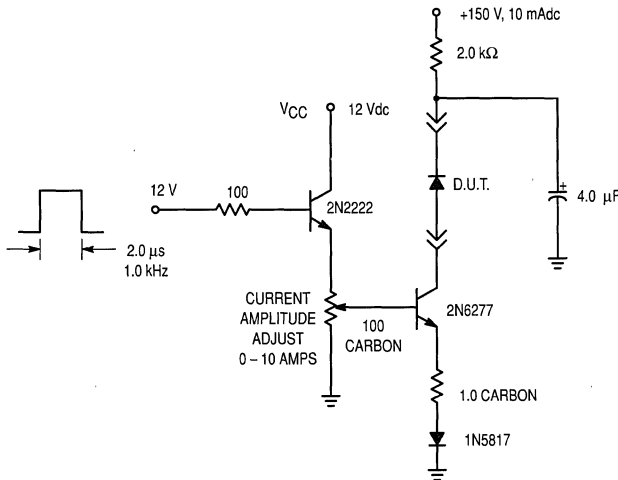 +150 V, 10 mAdc
2.0 kΩ
VCC
12 Vdc
12 V
100
2N2222
D.U.T.
+
4.0 µF
2.0 µs
1.0 kHz
CURRENT
AMPLITUDE
ADJUST
0 – 10 AMPS
100
CARBON
2N6277
1.0 CARBON
1N5817